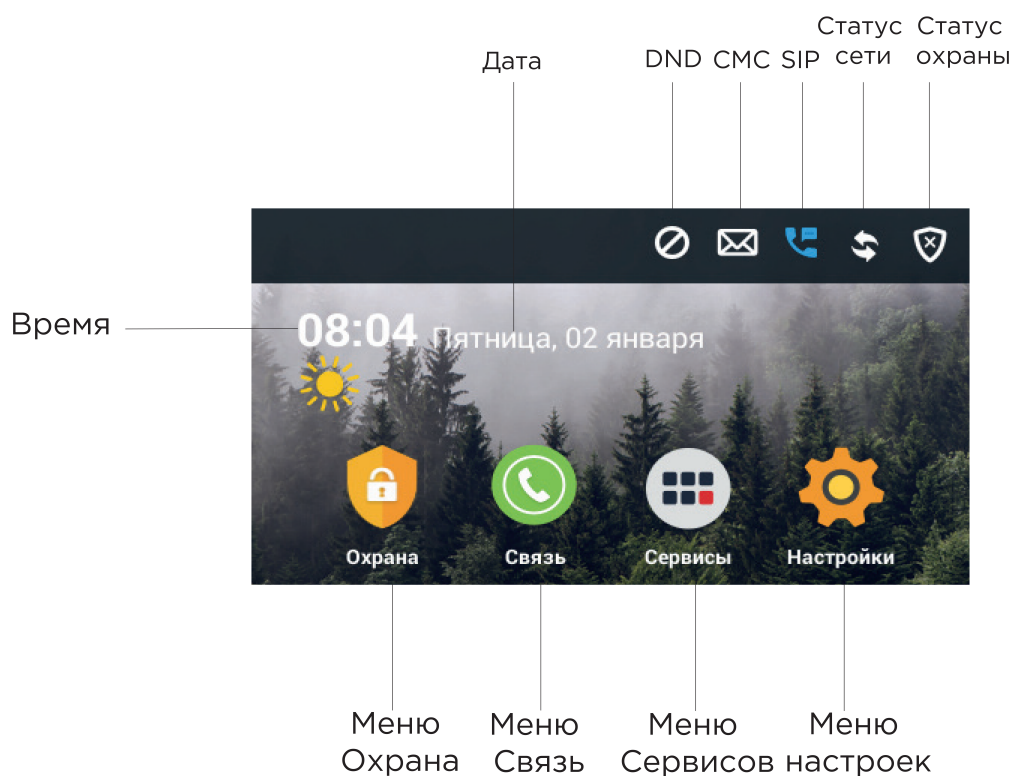 Статус Статус
Дата DND СМС SIP сети охраны
Время
08:04 Пятница, 02 января
Охрана Связь Сервисы Настройки
Меню Меню Меню Меню
Охрана Связь Сервисов настроек